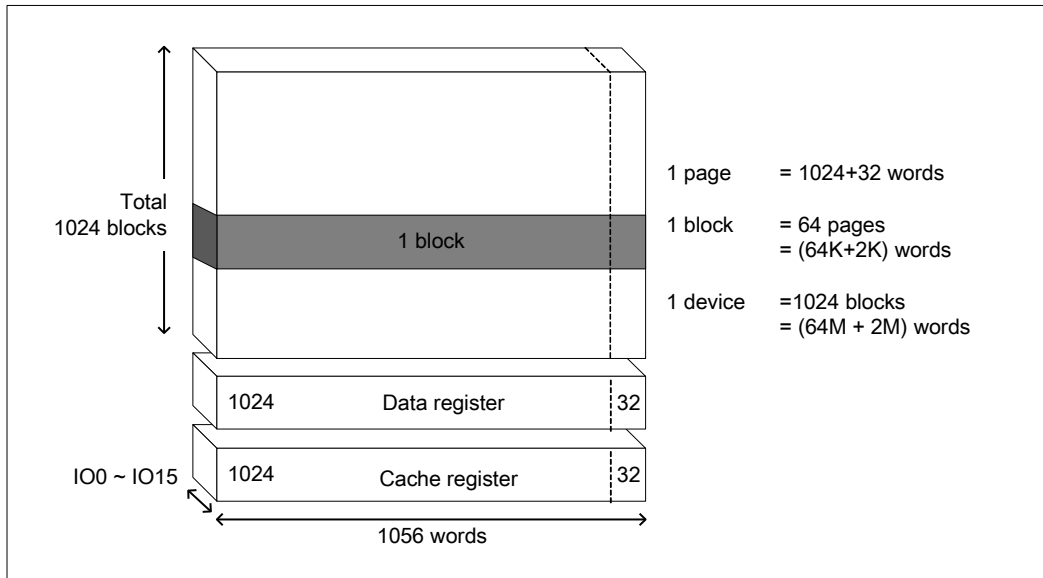 Total
1024 blocks
1 block
1 page = 1024+32 words
1 block = 64 pages
= (64K+2K) words
1 device =1024 blocks
= (64M + 2M) words
1024 Data register 32
1024 Cache register 32
IO0 ~ IO15
1056 words